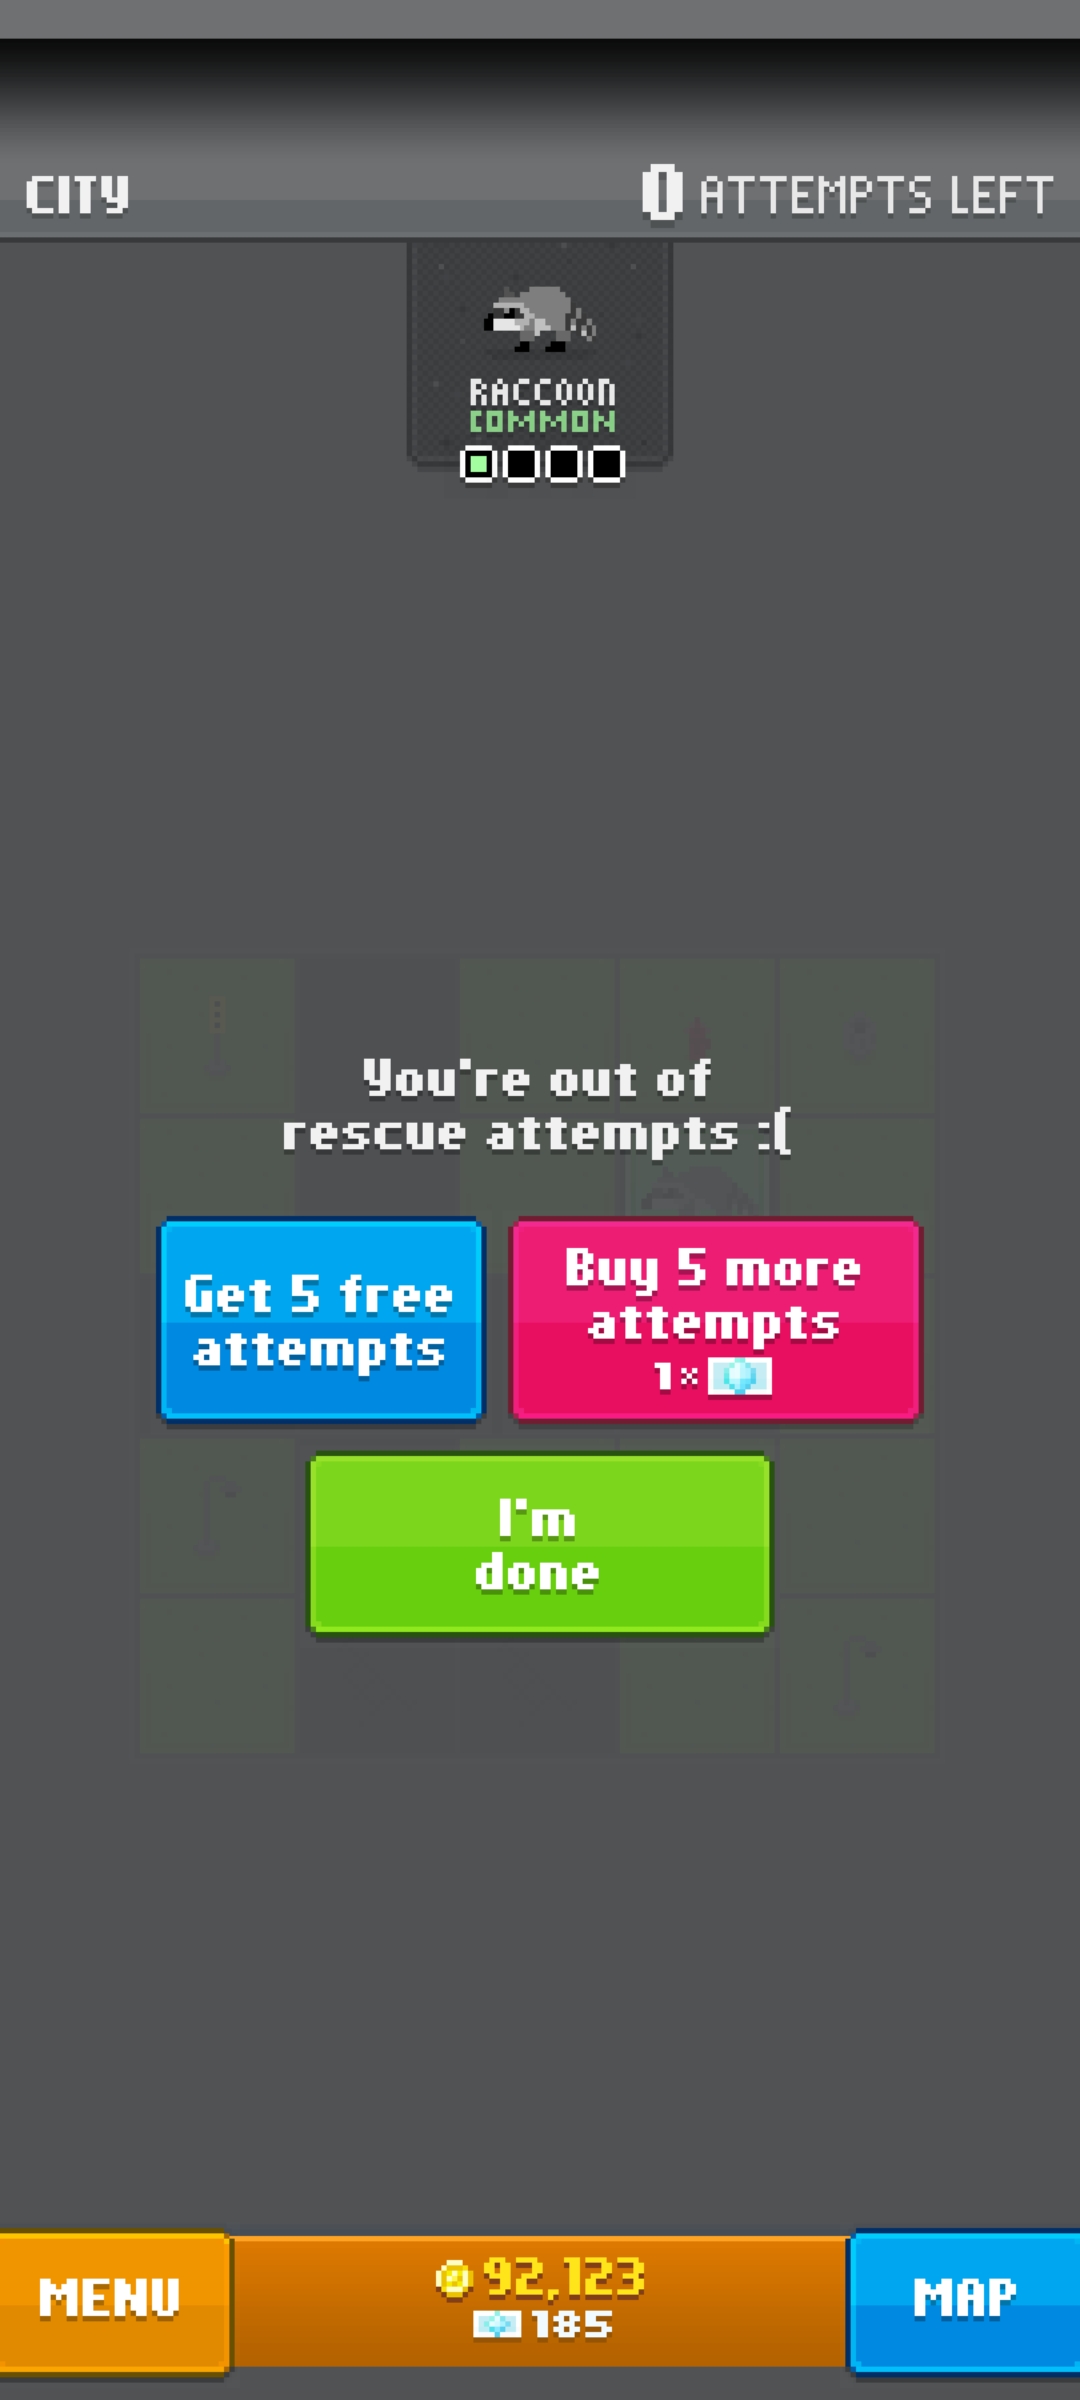 CITY
0 ATTEMPTS LEFT
RACCOON
COMMON
You're out of
rescue attempts :(
Get 5 free
attempts
Buy 5 more
attempts
1×
I'm
done
MENU
92,123
185
MAP